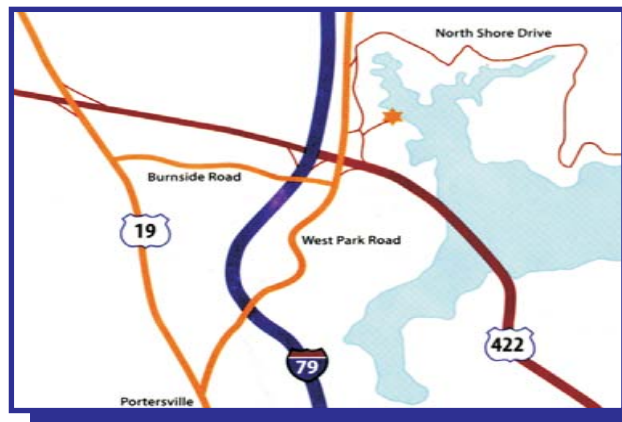 North Shore Drive
Burnside Road
19
West Park Road
422
79
Portersville